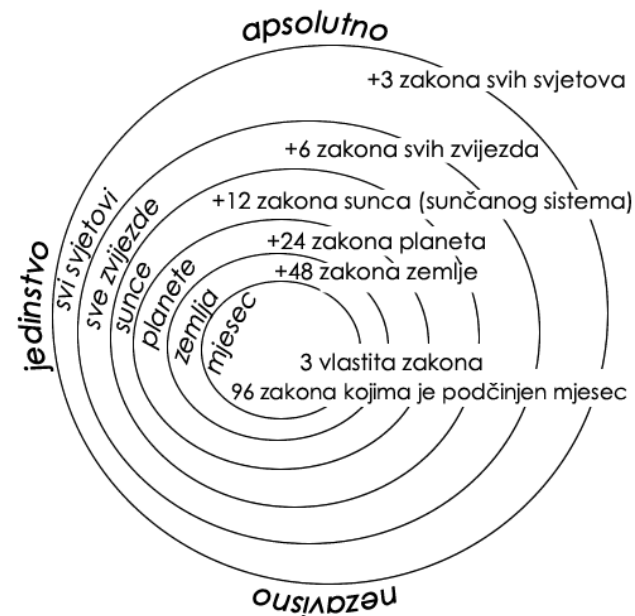 apsolutno
+3 zakona svih svjetova
+6 zakona svih zvijezda
+12 zakona sunca (sunčanog sistema)
+24 zakona planeta
+48 zakona zemlje
jedinstvo
svi svjetovi
sve zvijezde
sunce
planete
zemlja
mjesec
3 vlastita zakona
96 zakona kojima je podčinjen mjesec
nezavisno